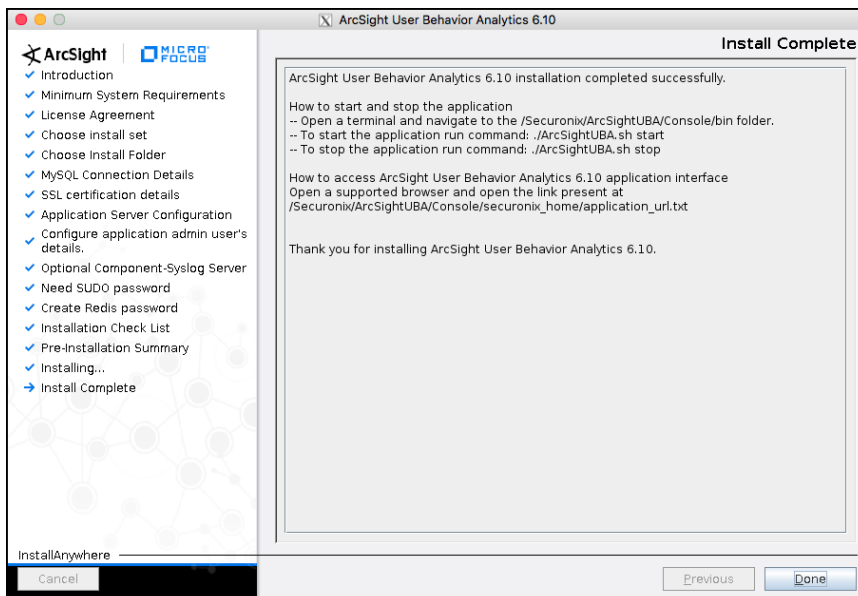 ArcSight User Behavior Analytics 6.10
Install Complete
ArcSight
MICRO
FOCUS
Introduction
Minimum System Requirements
License Agreement
Choose install set
Choose Install Folder
MySQL Connection Details
SSL certification details
Application Server Configuration
Configure application admin user's
details.
Optional Component-Syslog Server
Need SUDO password
Create Redis password
Installation Check List
Pre-Installation Summary
Installing...
Install Complete
ArcSight User Behavior Analytics 6.10 installation completed successfully.
How to start and stop the application
-- Open a terminal and navigate to the /Securonix/ArcSightUBA/Console/bin folder.
-- To start the application run command: ./ArcSightUBA.sh start
-- To stop the application run command: ./ArcSightUBA.sh stop
How to access ArcSight User Behavior Analytics 6.10 application interface
Open a supported browser and open the link present at
/Securonix/ArcSightUBA/Console/securonix_home/application_url.txt
Thank you for installing ArcSight User Behavior Analytics 6.10.
InstallAnywhere
Cancel
Previous
Done